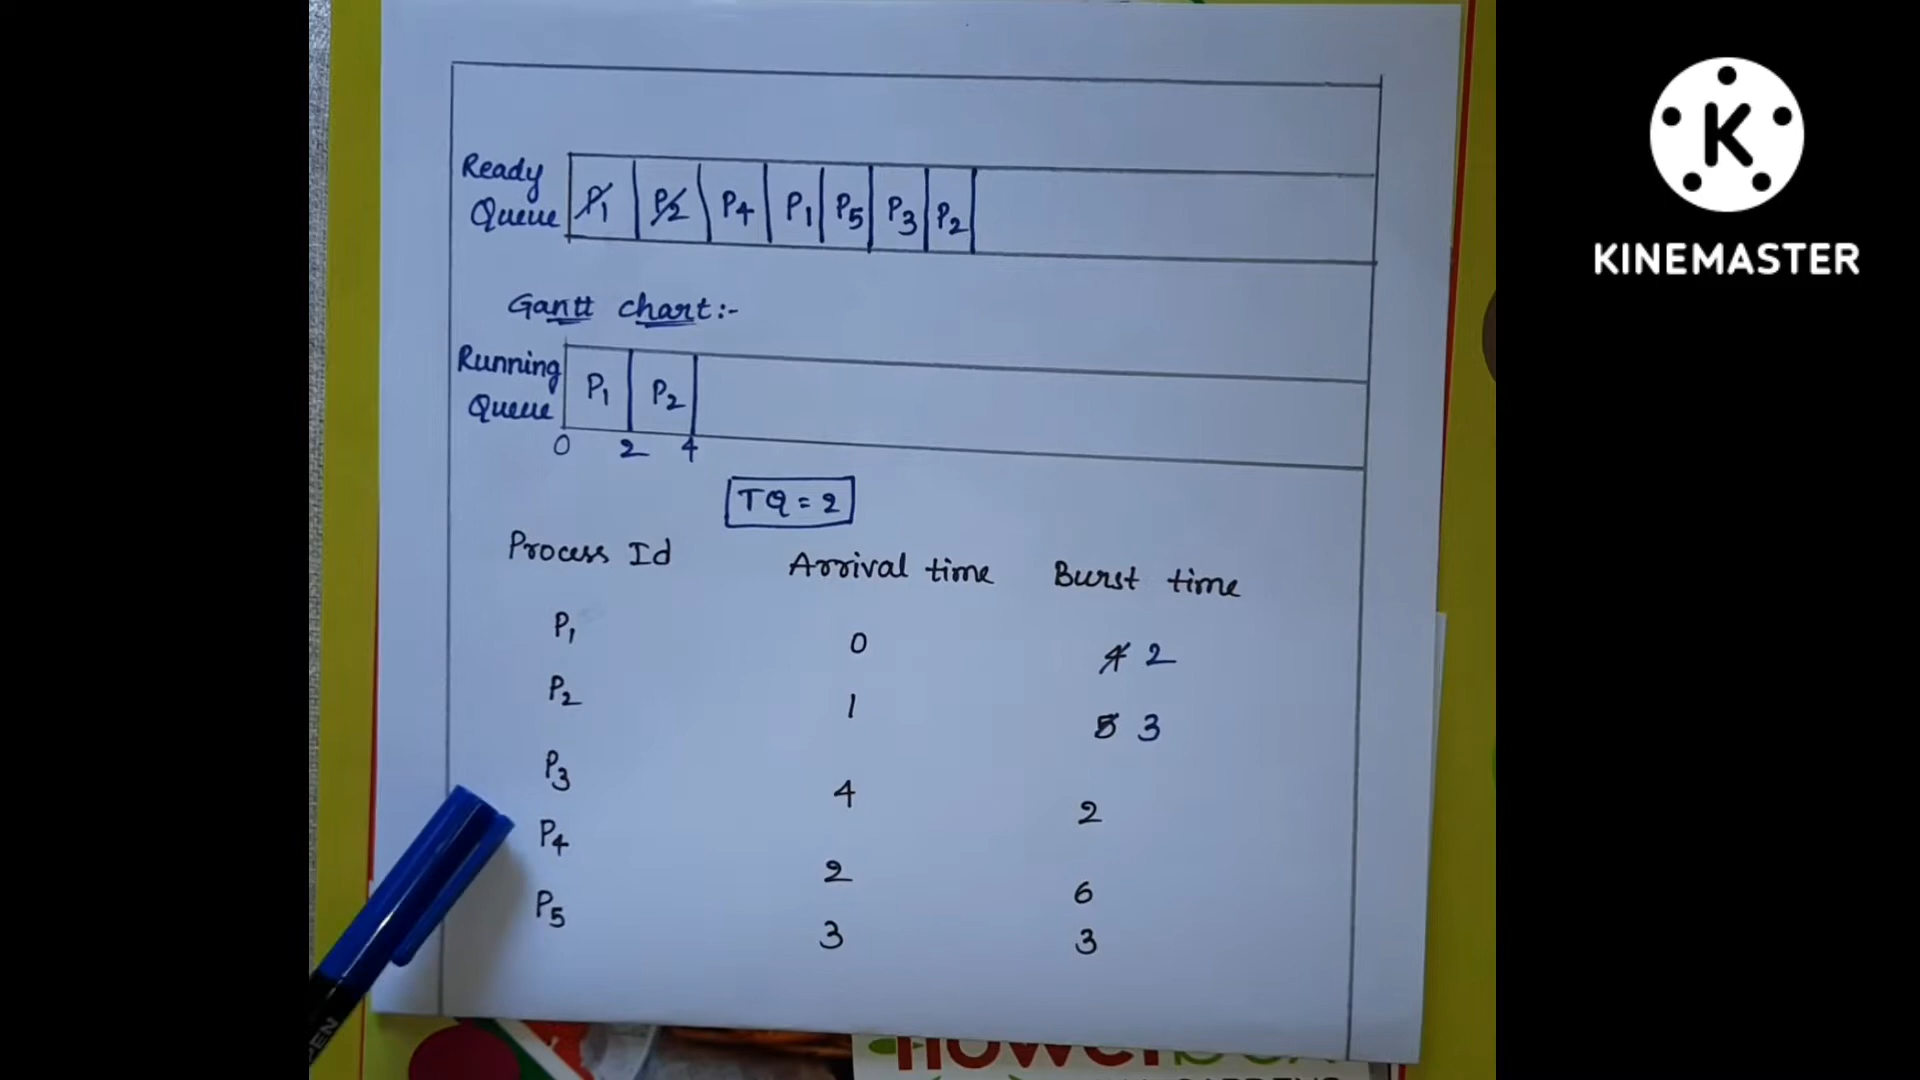 Ready
Queue
P1 P2 P4 P1 P5 P3 P2
Gantt chart:-
Running
Queue
P1 P2
0 2 4
TQ = 2
Process Id Arrival time Burst time
P1 0 4 2
P2 1 5 3
P3 4 2
P4 2 6
P5 3 3
K
KINEMASTER